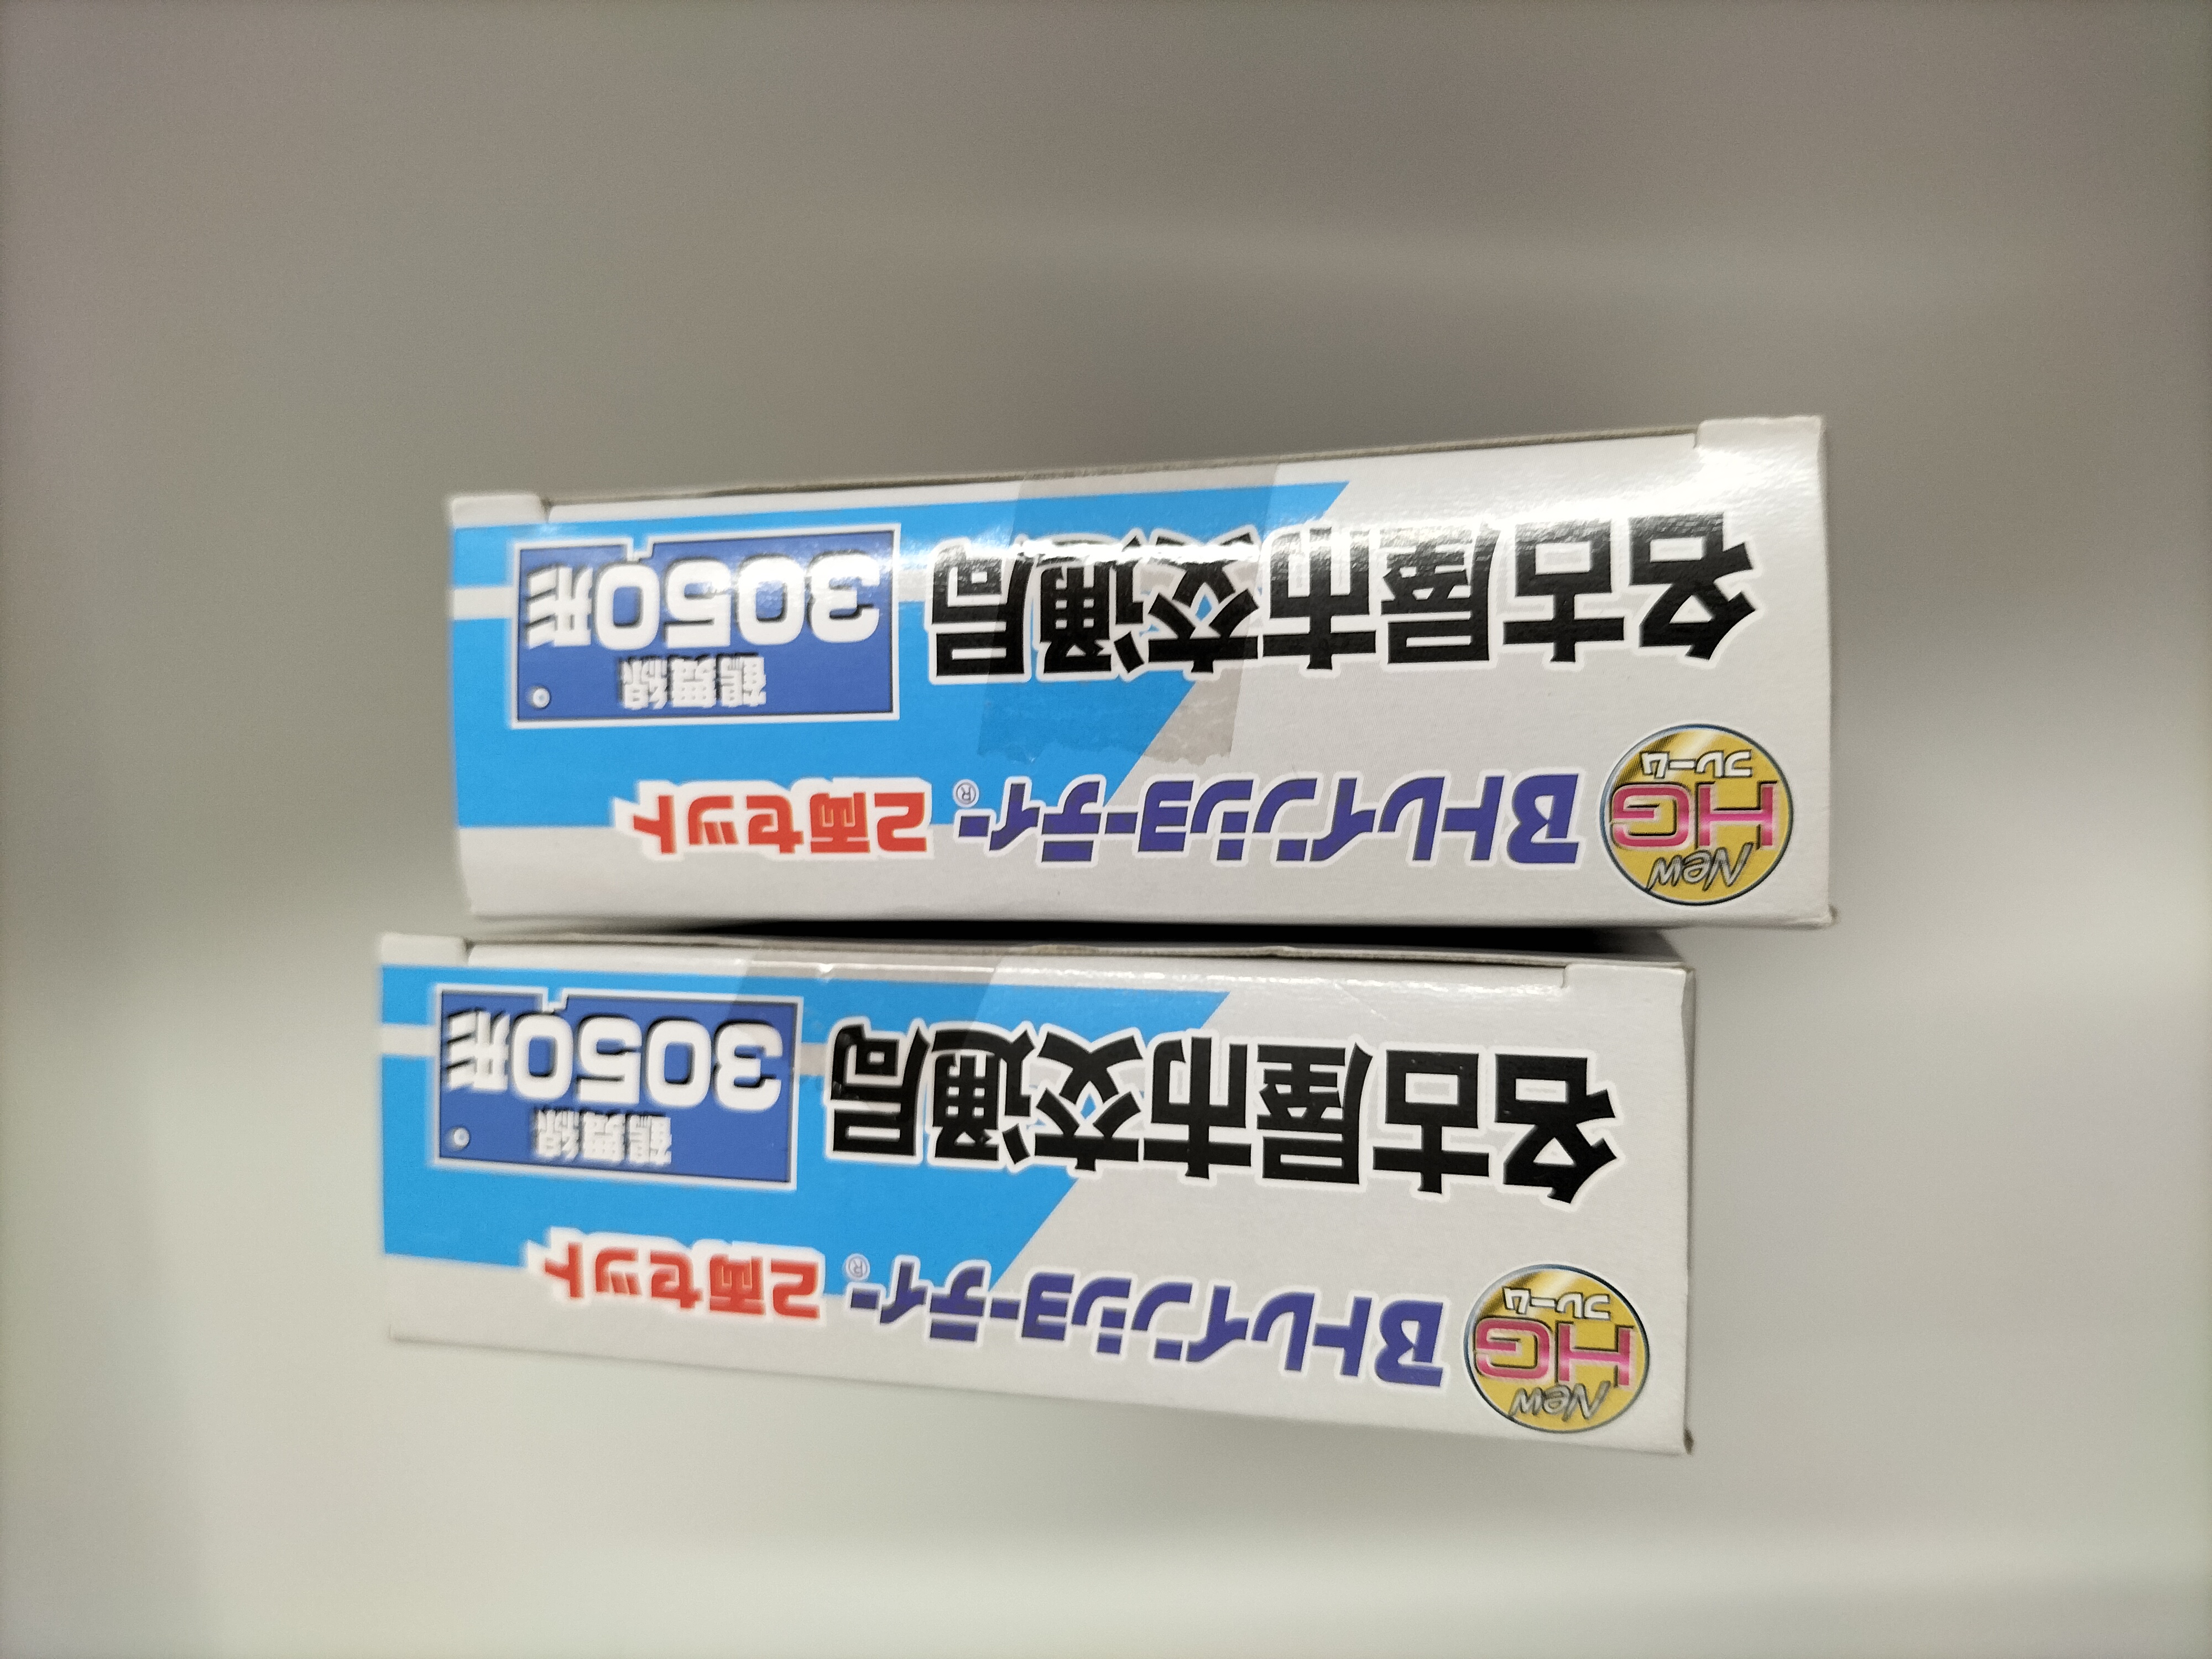 New
HG
フレーム
Bトレインショーティー® 2両セット
名古屋市交通局
鶴舞線
3050形
New
HG
フレーム
Bトレインショーティー® 2両セット
名古屋市交通局
鶴舞線
3050形